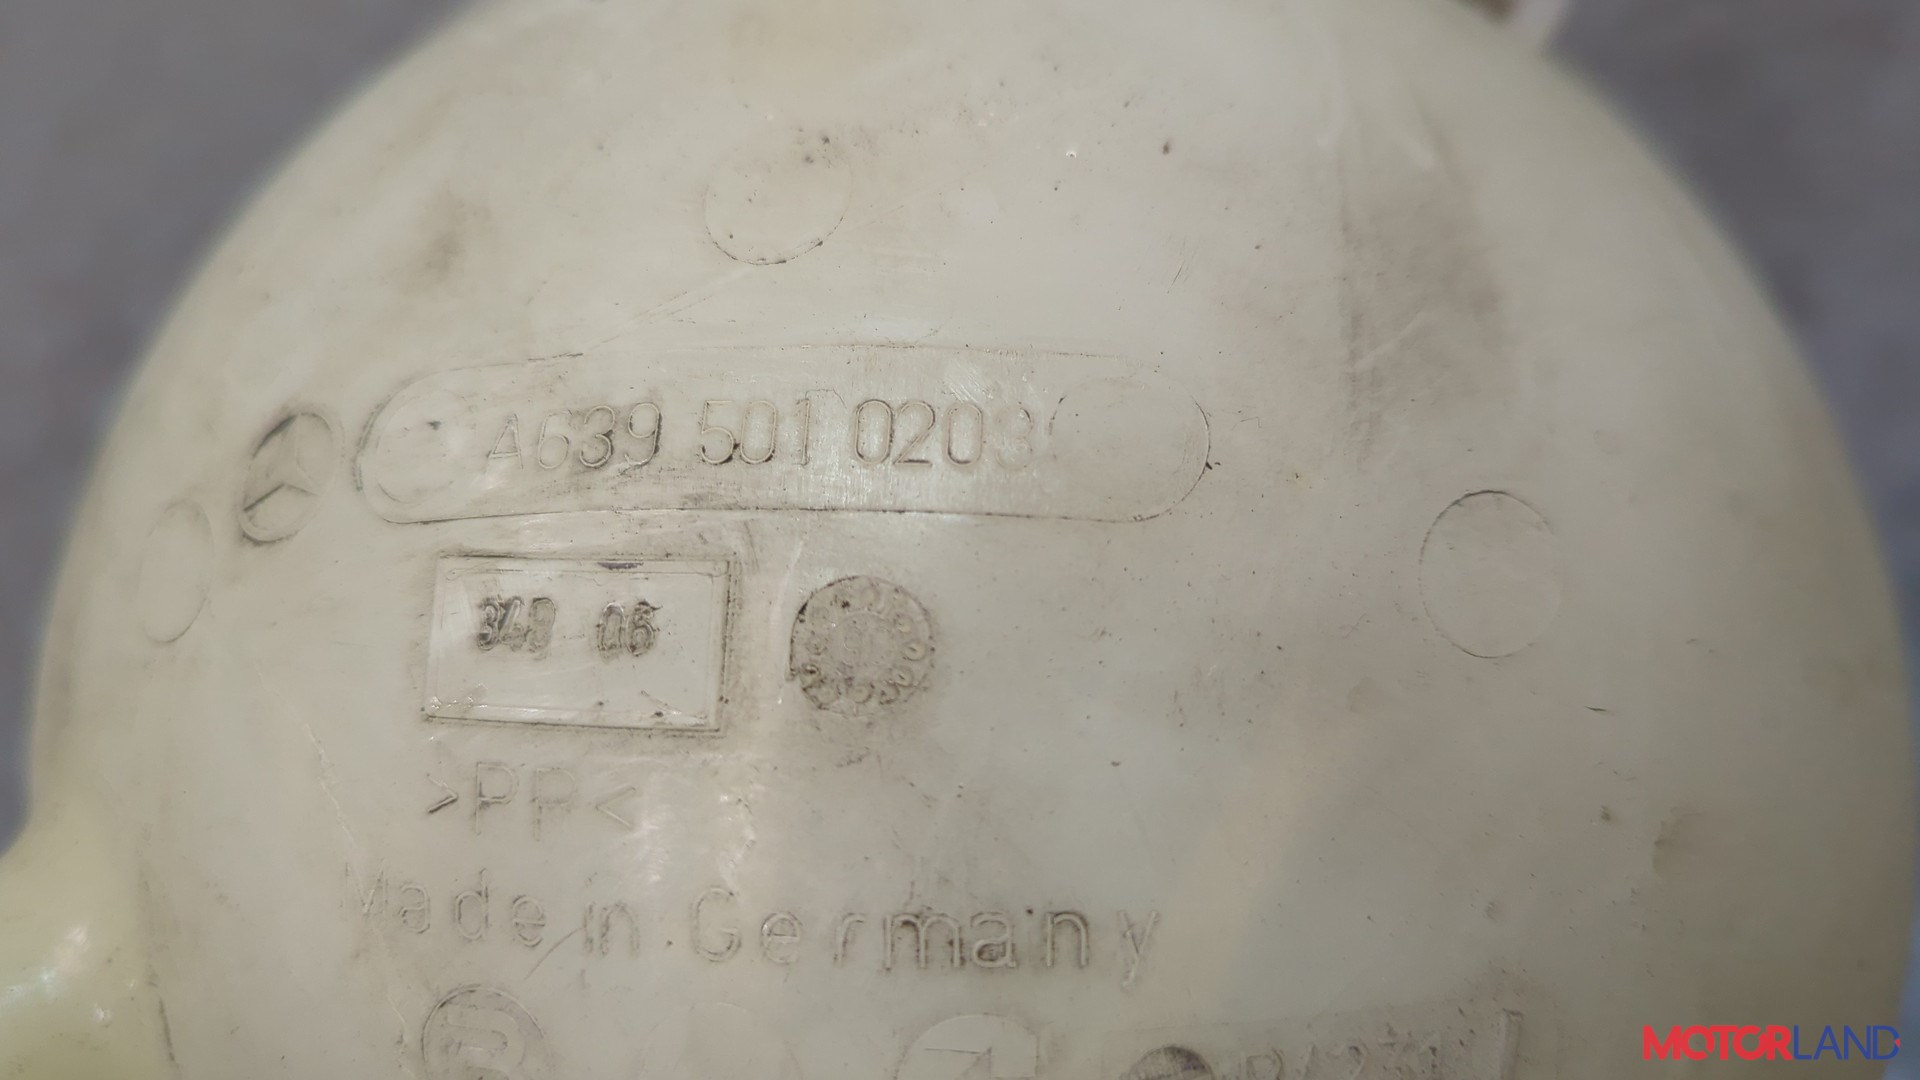 A639 501 0203
349 06
>PP<
Made in Germany
MOTORLAND